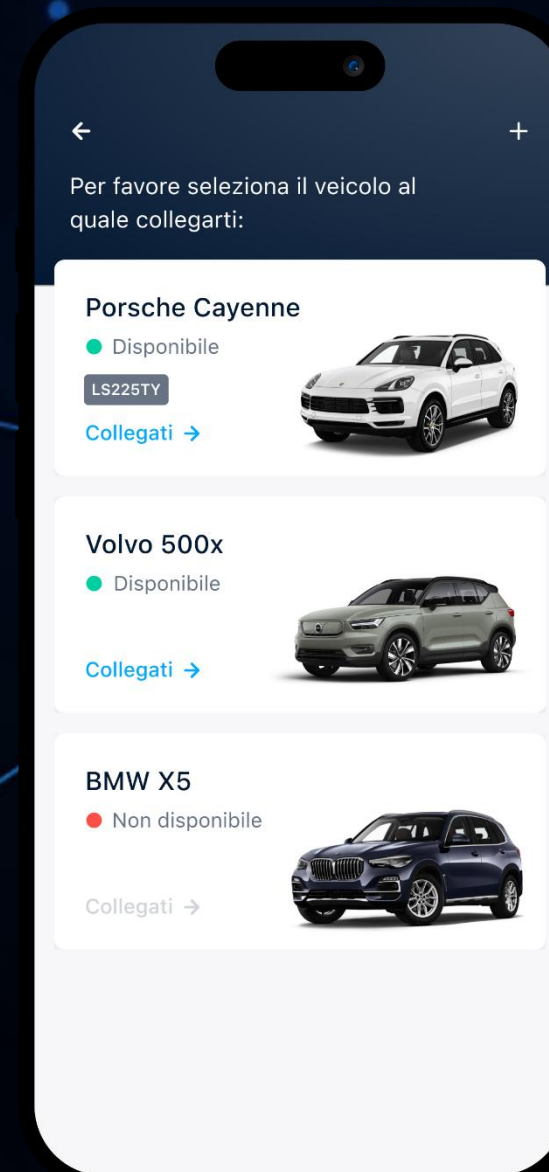 Per favore seleziona il veicolo al
quale collegarti:
Porsche Cayenne
Disponibile
LS225TY
Collegati →
Volvo 500x
Disponibile
Collegati →
BMW X5
Non disponibile
Collegati →